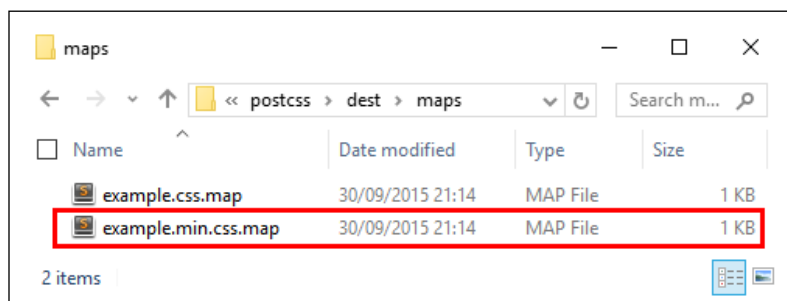 maps
« postcss > dest > maps
Search m...
Name Date modified Type Size
example.css.map 30/09/2015 21:14 MAP File 1 KB
example.min.css.map 30/09/2015 21:14 MAP File 1 KB
2 items